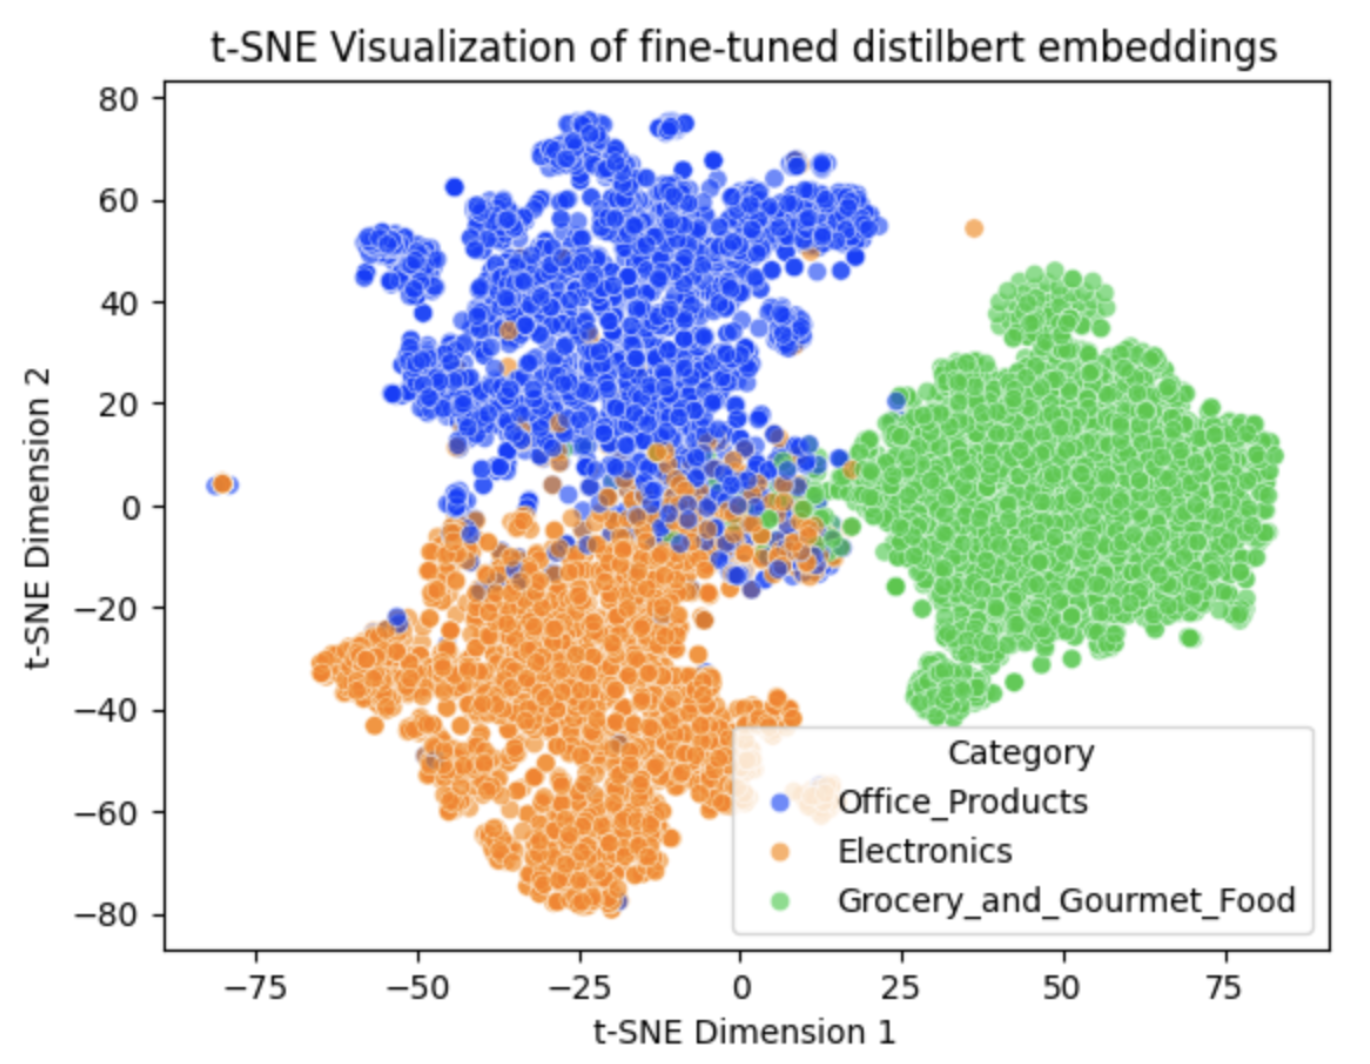 t-SNE Visualization of fine-tuned distilbert embeddings
80
60
40
20
0
−20
−40
−60
−80
t-SNE Dimension 2
Category
Office_Products
Electronics
Grocery_and_Gourmet_Food
−75 −50 −25 0 25 50 75
t-SNE Dimension 1